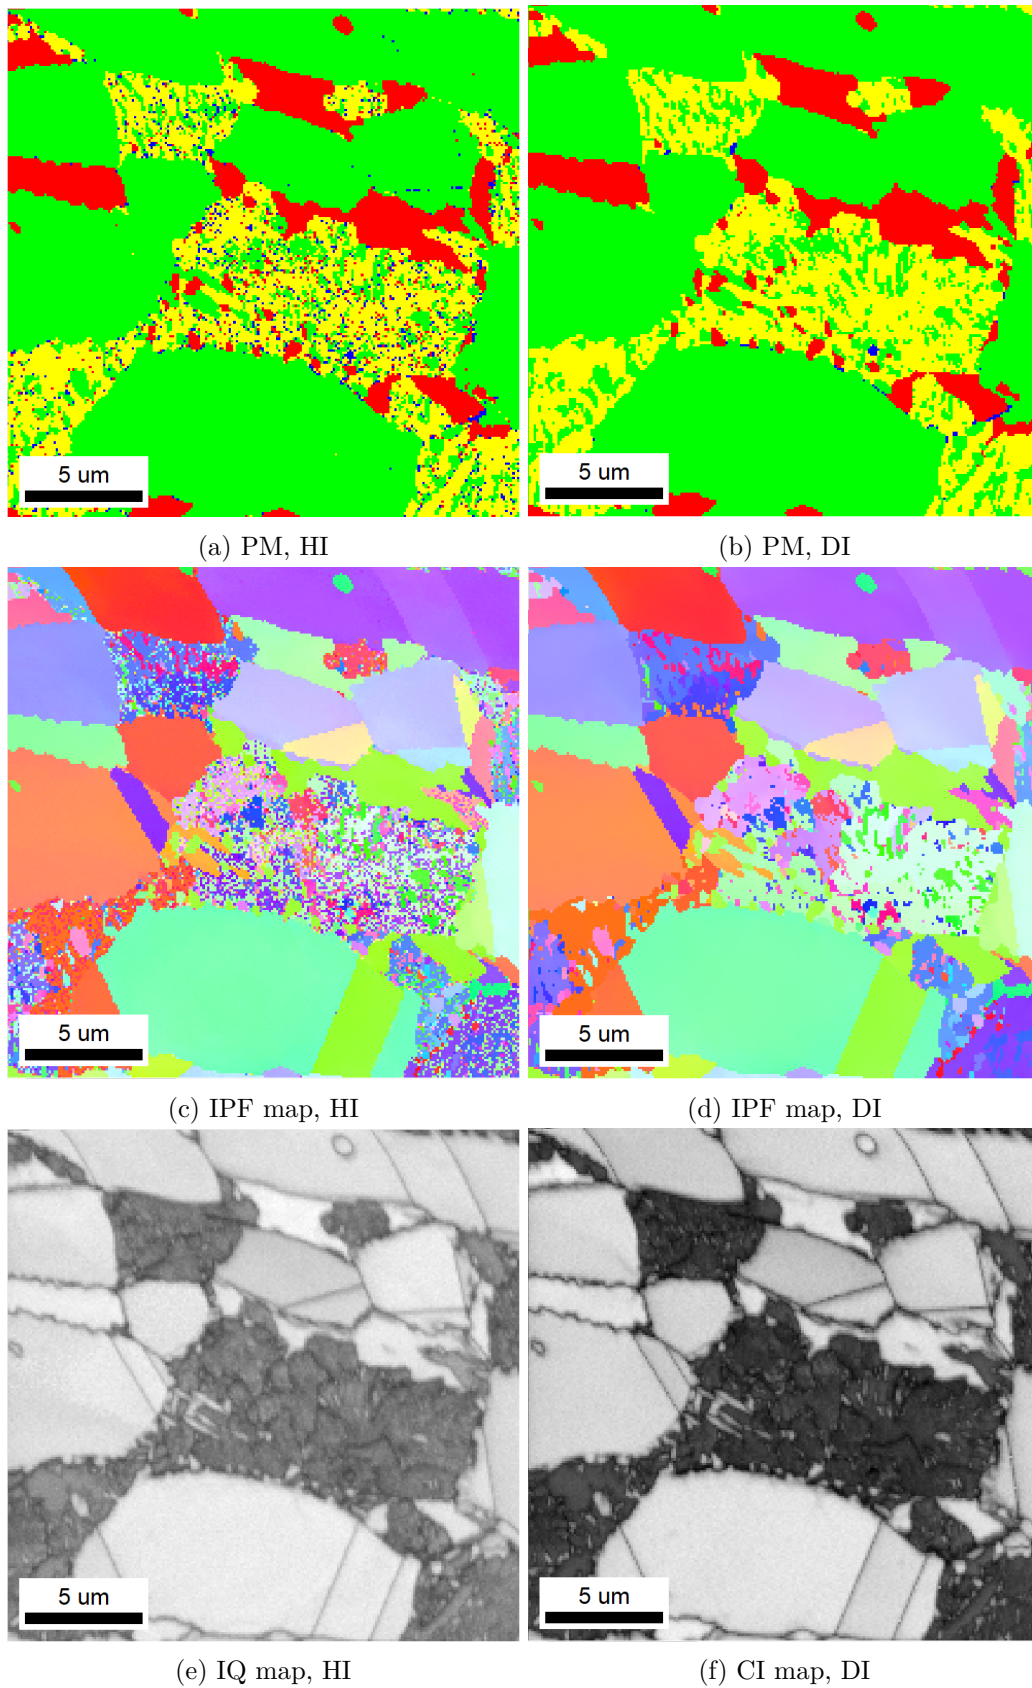 5 um
5 um
(a) PM, HI
(b) PM, DI
5 um
5 um
(c) IPF map, HI
(d) IPF map, DI
5 um
5 um
(e) IQ map, HI
(f) CI map, DI